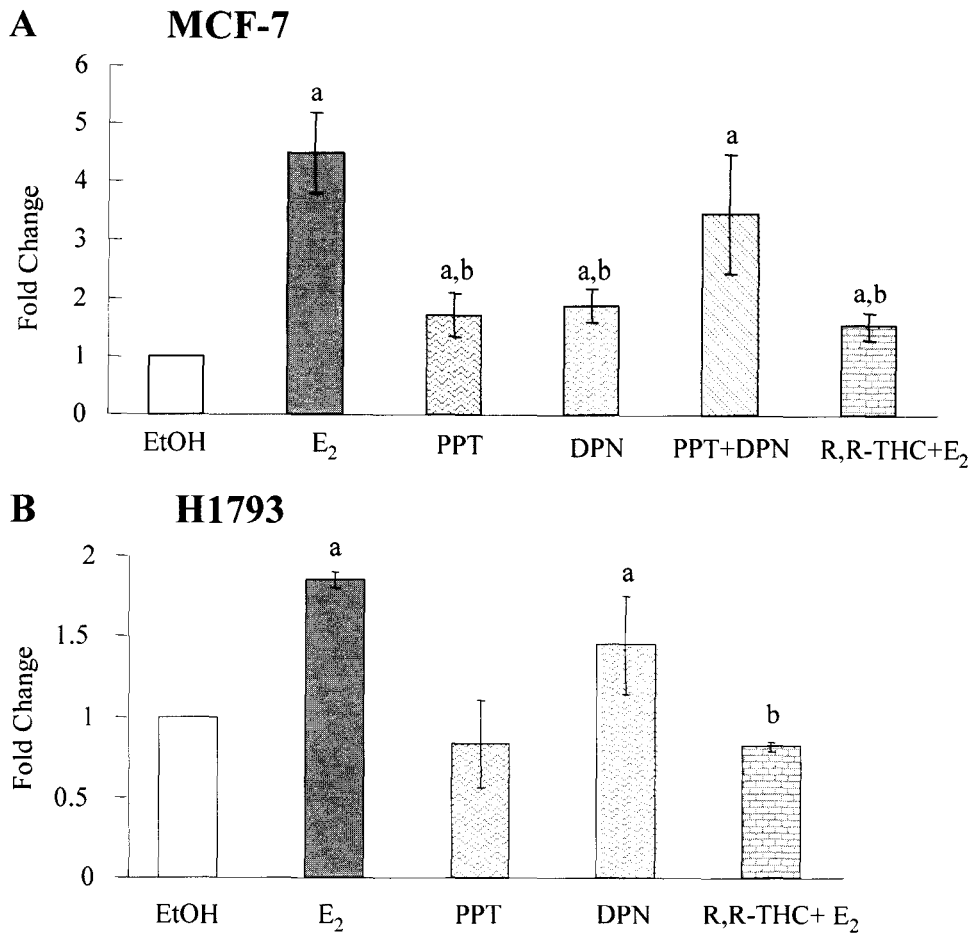 A MCF-7
6
5
4
3
2
1
0
Fold Change
a
a,b
a,b
a
a,b
EtOH E₂ PPT DPN PPT+DPN R,R-THC+E₂
B H1793
2
1.5
1
0.5
0
Fold Change
a
a
b
EtOH E₂ PPT DPN R,R-THC+ E₂